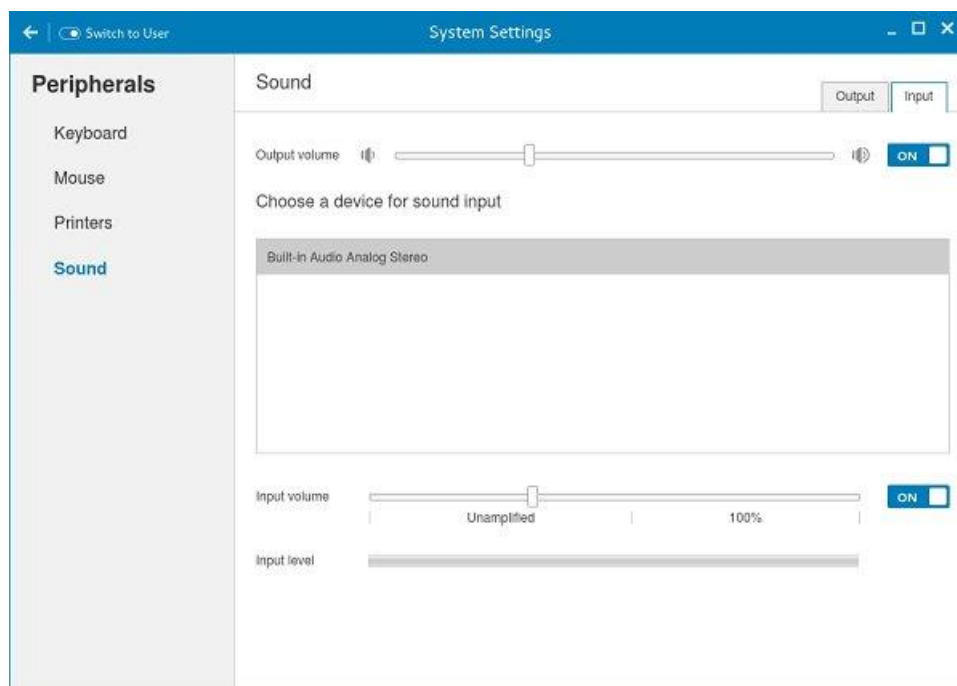 Switch to User
System Settings
Peripherals
Keyboard
Mouse
Printers
Sound
Sound
Output Input
Output volume ON
Choose a device for sound input
Built-in Audio Analog Stereo
Input volume ON
Unamplified 100%
Input level